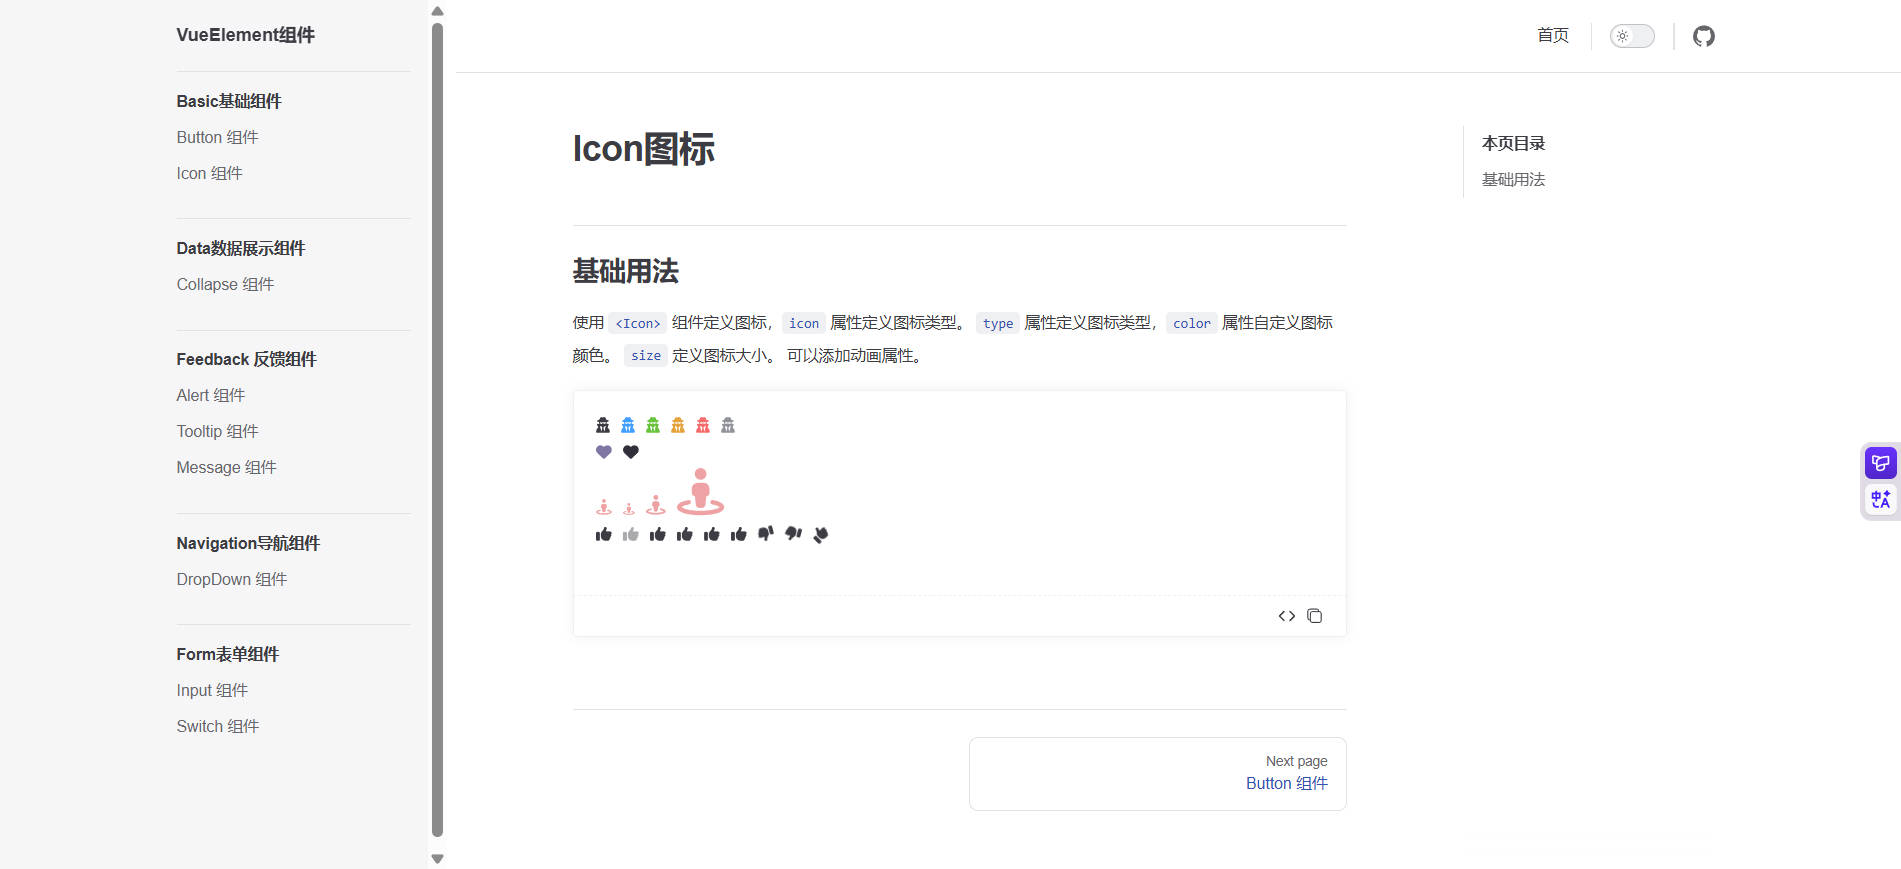 VueElement组件
Basic基础组件
Button 组件
Icon 组件
Data数据展示组件
Collapse 组件
Feedback 反馈组件
Alert 组件
Tooltip 组件
Message 组件
Navigation导航组件
DropDown 组件
Form表单组件
Input 组件
Switch 组件
首页
Icon图标
基础用法
使用 <Icon> 组件定义图标，icon 属性定义图标类型。 type 属性定义图标类型，color 属性自定义图标
颜色。 size 定义图标大小。 可以添加动画属性。
Next page
Button 组件
本页目录
基础用法
中A